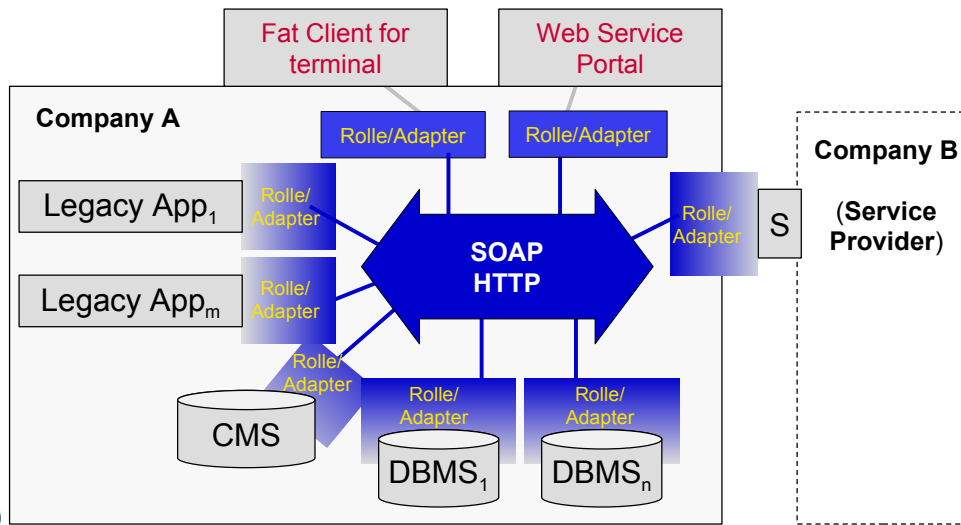 Fat Client for
terminal
Web Service
Portal
Company A
Rolle/Adapter
Rolle/Adapter
Company B
(Service
Provider)
Legacy App1
Rolle/
Adapter
Rolle/
Adapter
S
SOAP
HTTP
Legacy Appm
Rolle/
Adapter
Rolle/
Adapter
CMS
Rolle/
Adapter
DBMS1
Rolle/
Adapter
DBMSn